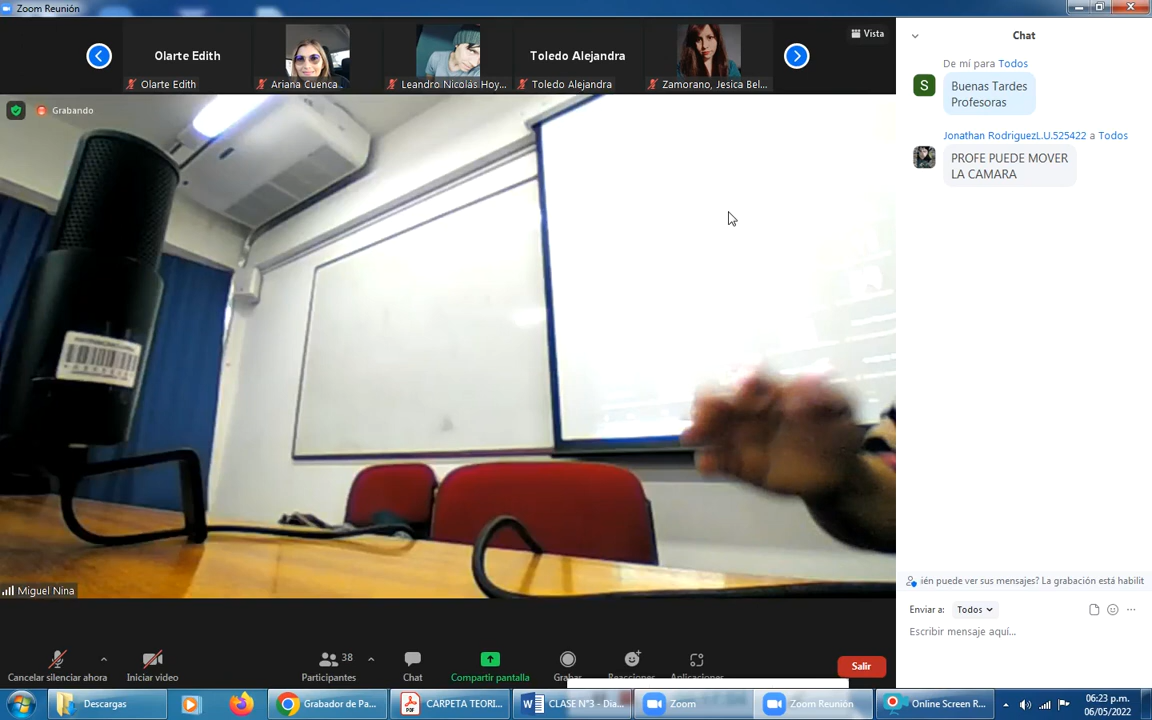 Zoom Reunión
Olarte Edith
Toledo Alejandra
Vista
Olarte Edith
Ariana Cuenca...
Leandro Nicolas Hoy...
Toledo Alejandra
Zamorano, Jesica Bel...
Grabando
Miguel Nina
Chat
De mí para Todos
S
Buenas Tardes
Profesoras
Jonathan RodriguezL.U.525422 a Todos
PROFE PUEDE MOVER
LA CAMARA
ién puede ver sus mensajes? La grabación está habilit
Enviar a: Todos
Escribir mensaje aquí...
38
Cancelar silenciar ahora
Iniciar video
Participantes
Chat
Compartir pantalla
Grabar
Reacciones
Aplicaciones
Salir
Descargas
Grabador de Pa...
CARPETA TEORI...
CLASE N°3 - Dia...
Zoom
Zoom Reunión
Online Screen R...
06:23 p.m.
06/05/2022